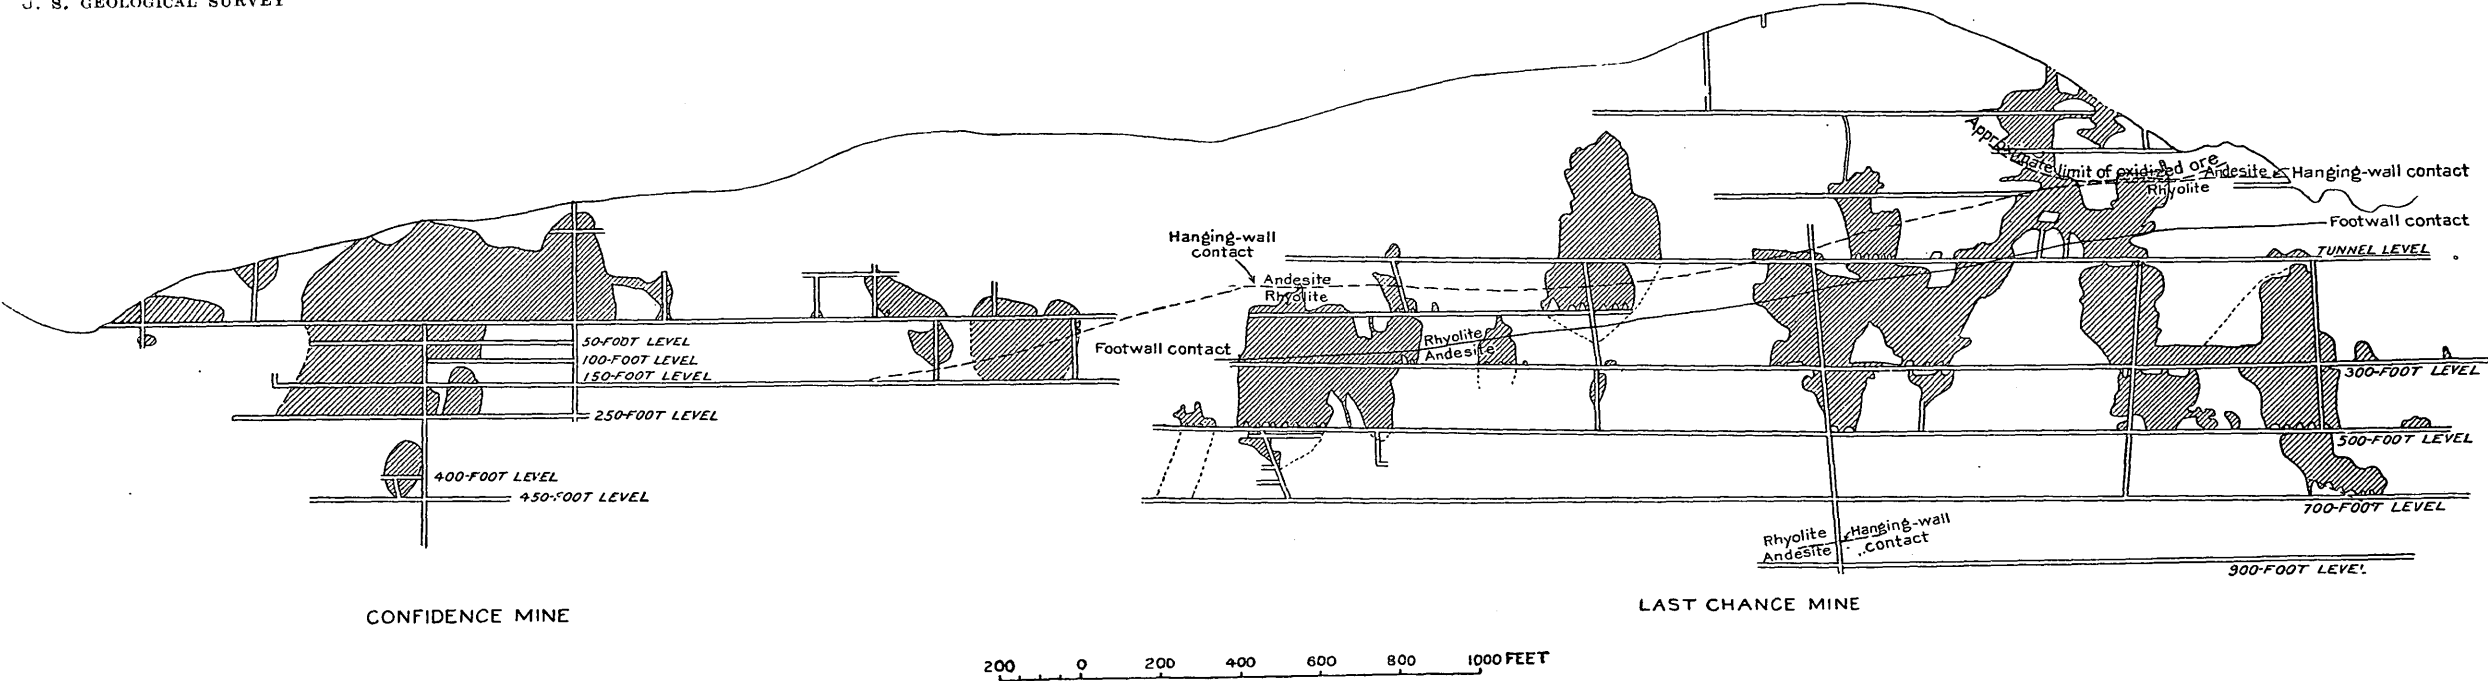 U. S. GEOLOGICAL SURVEY
Approximate limit of oxidized ore
Andesite
Hanging-wall contact
Rhyolite
Footwall contact
TUNNEL LEVEL
Hanging-wall
contact
Andesite
Rhyolite
Footwall contact
Rhyolite
Andesite
50-FOOT LEVEL
100-FOOT LEVEL
150-FOOT LEVEL
250-FOOT LEVEL
400-FOOT LEVEL
450-FOOT LEVEL
300-FOOT LEVEL
500-FOOT LEVEL
700-FOOT LEVEL
Rhyolite
Andesite
Hanging-wall
contact
900-FOOT LEVEL
CONFIDENCE MINE
LAST CHANCE MINE
200 0 200 400 600 800 1000 FEET